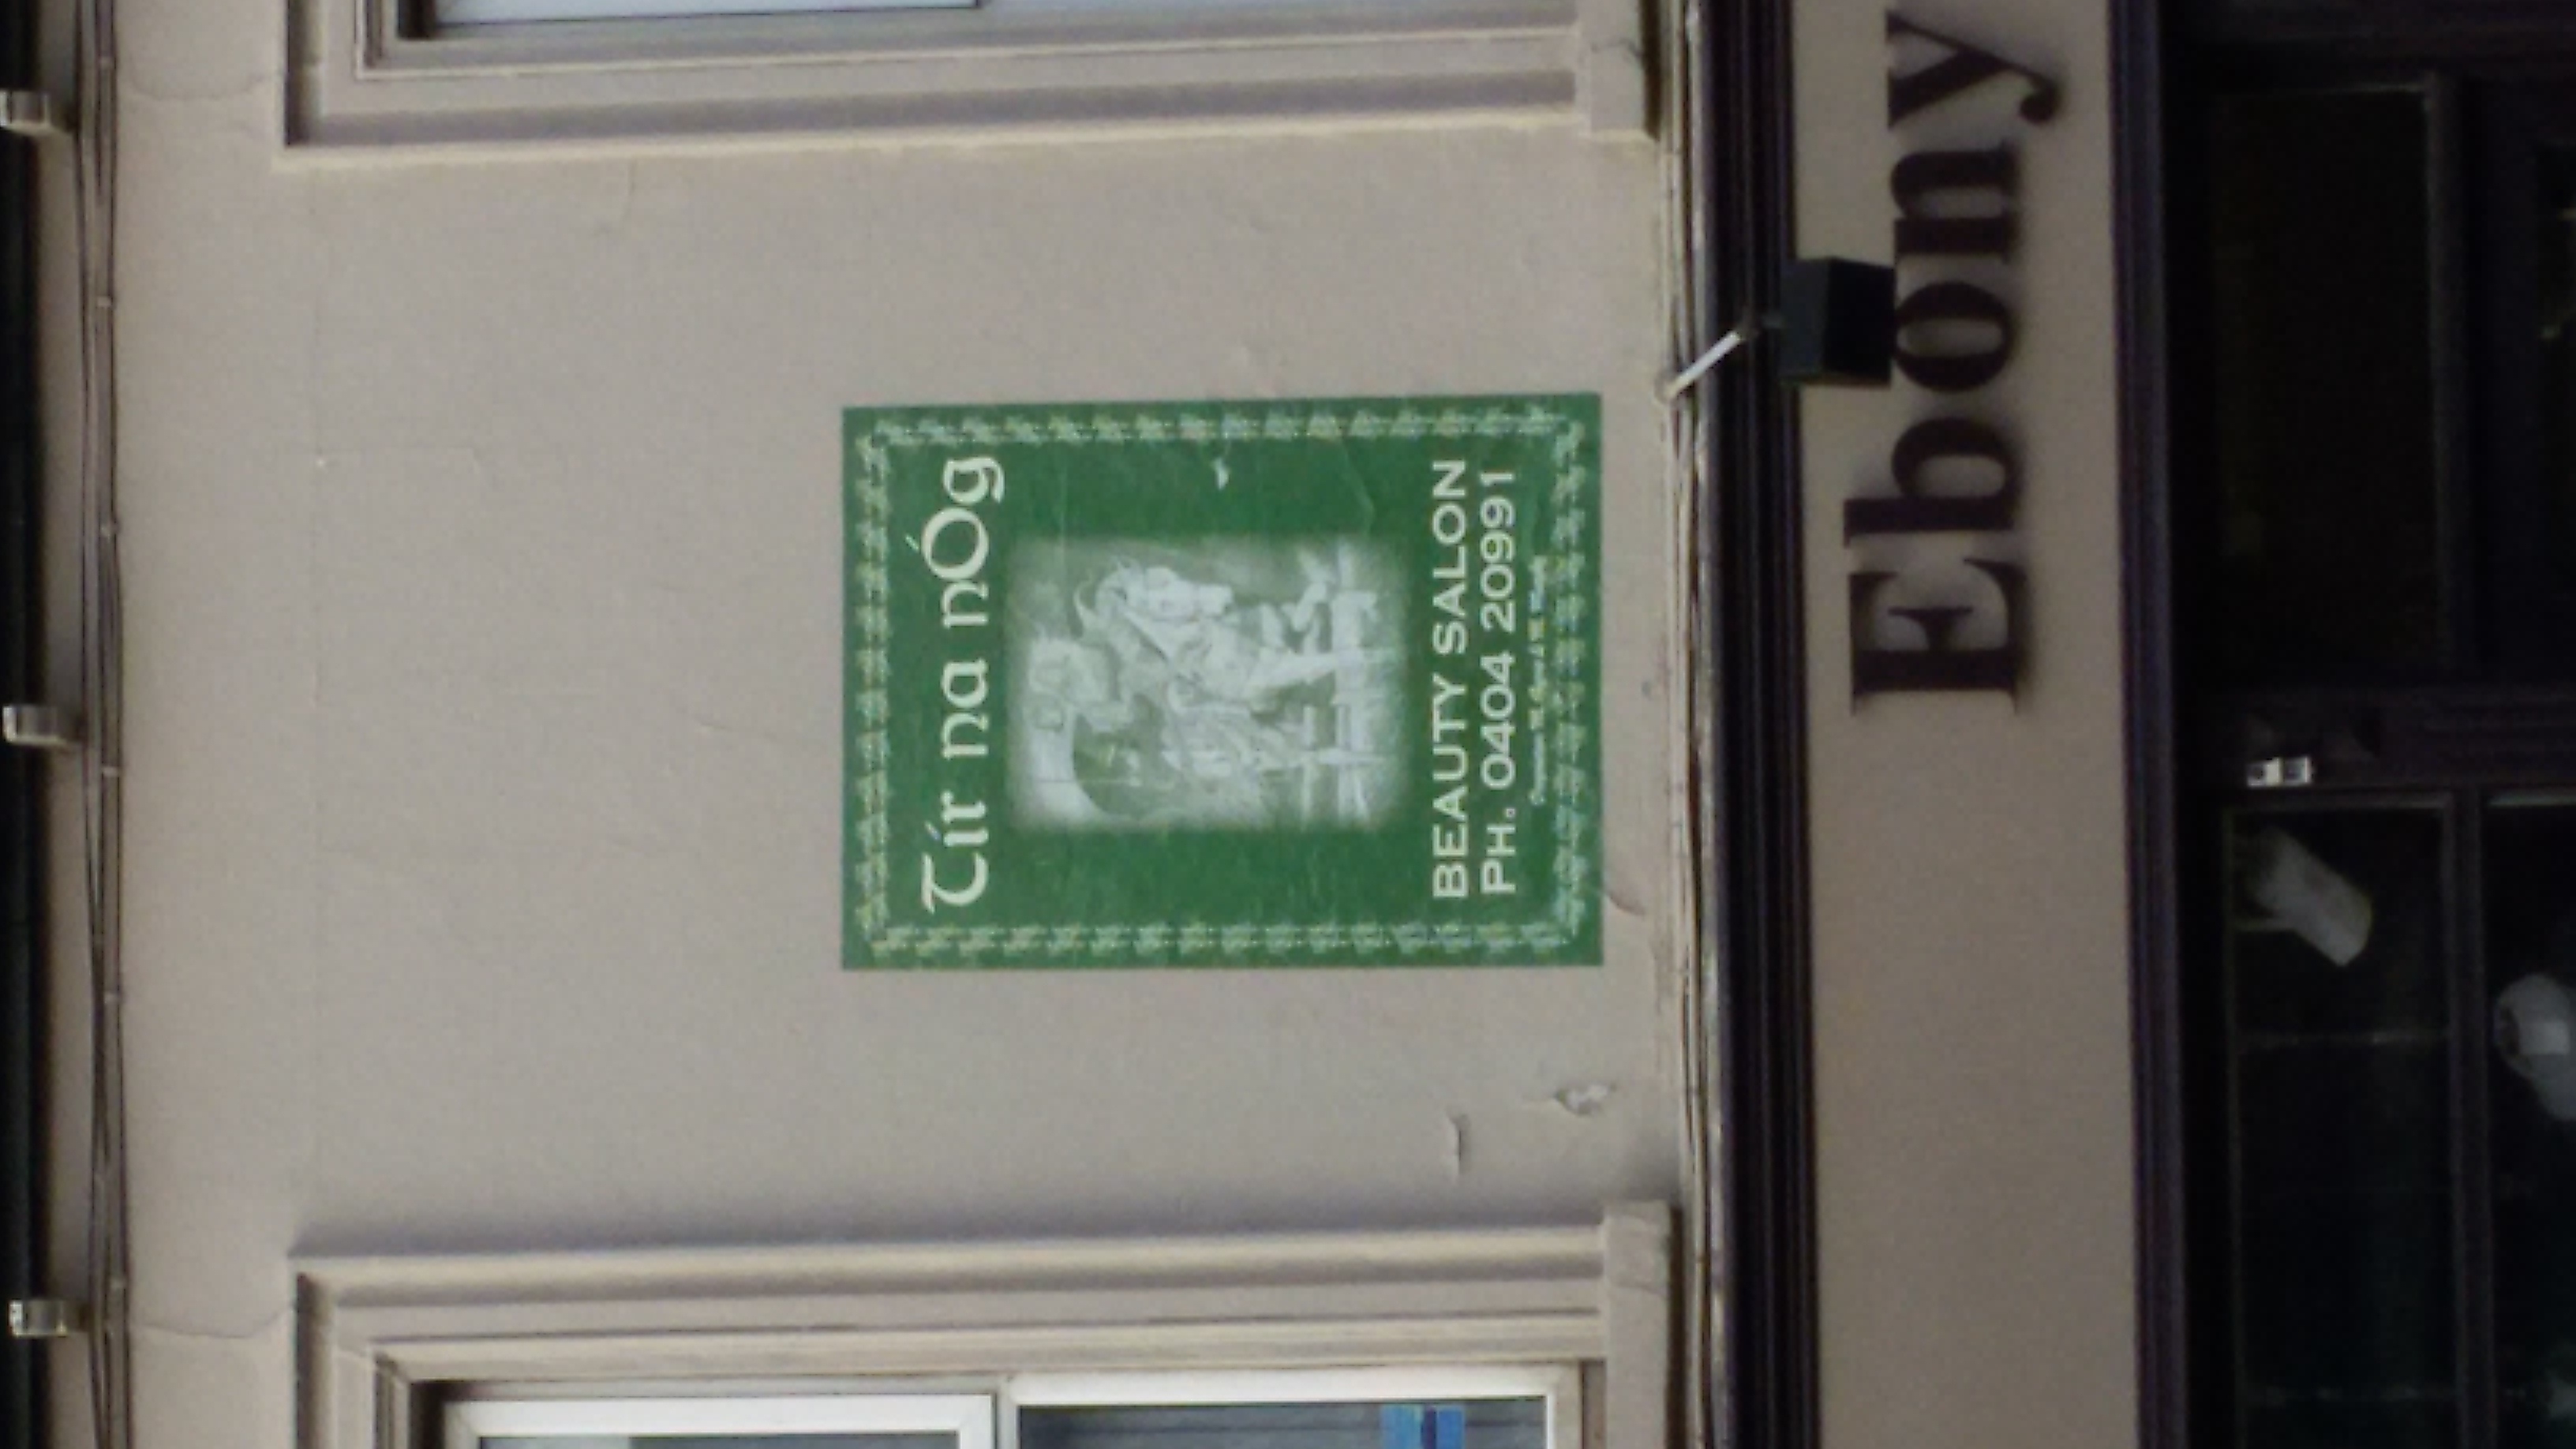 Tír na nÓg
BEAUTY SALON
PH. 0404 20991
Ebony